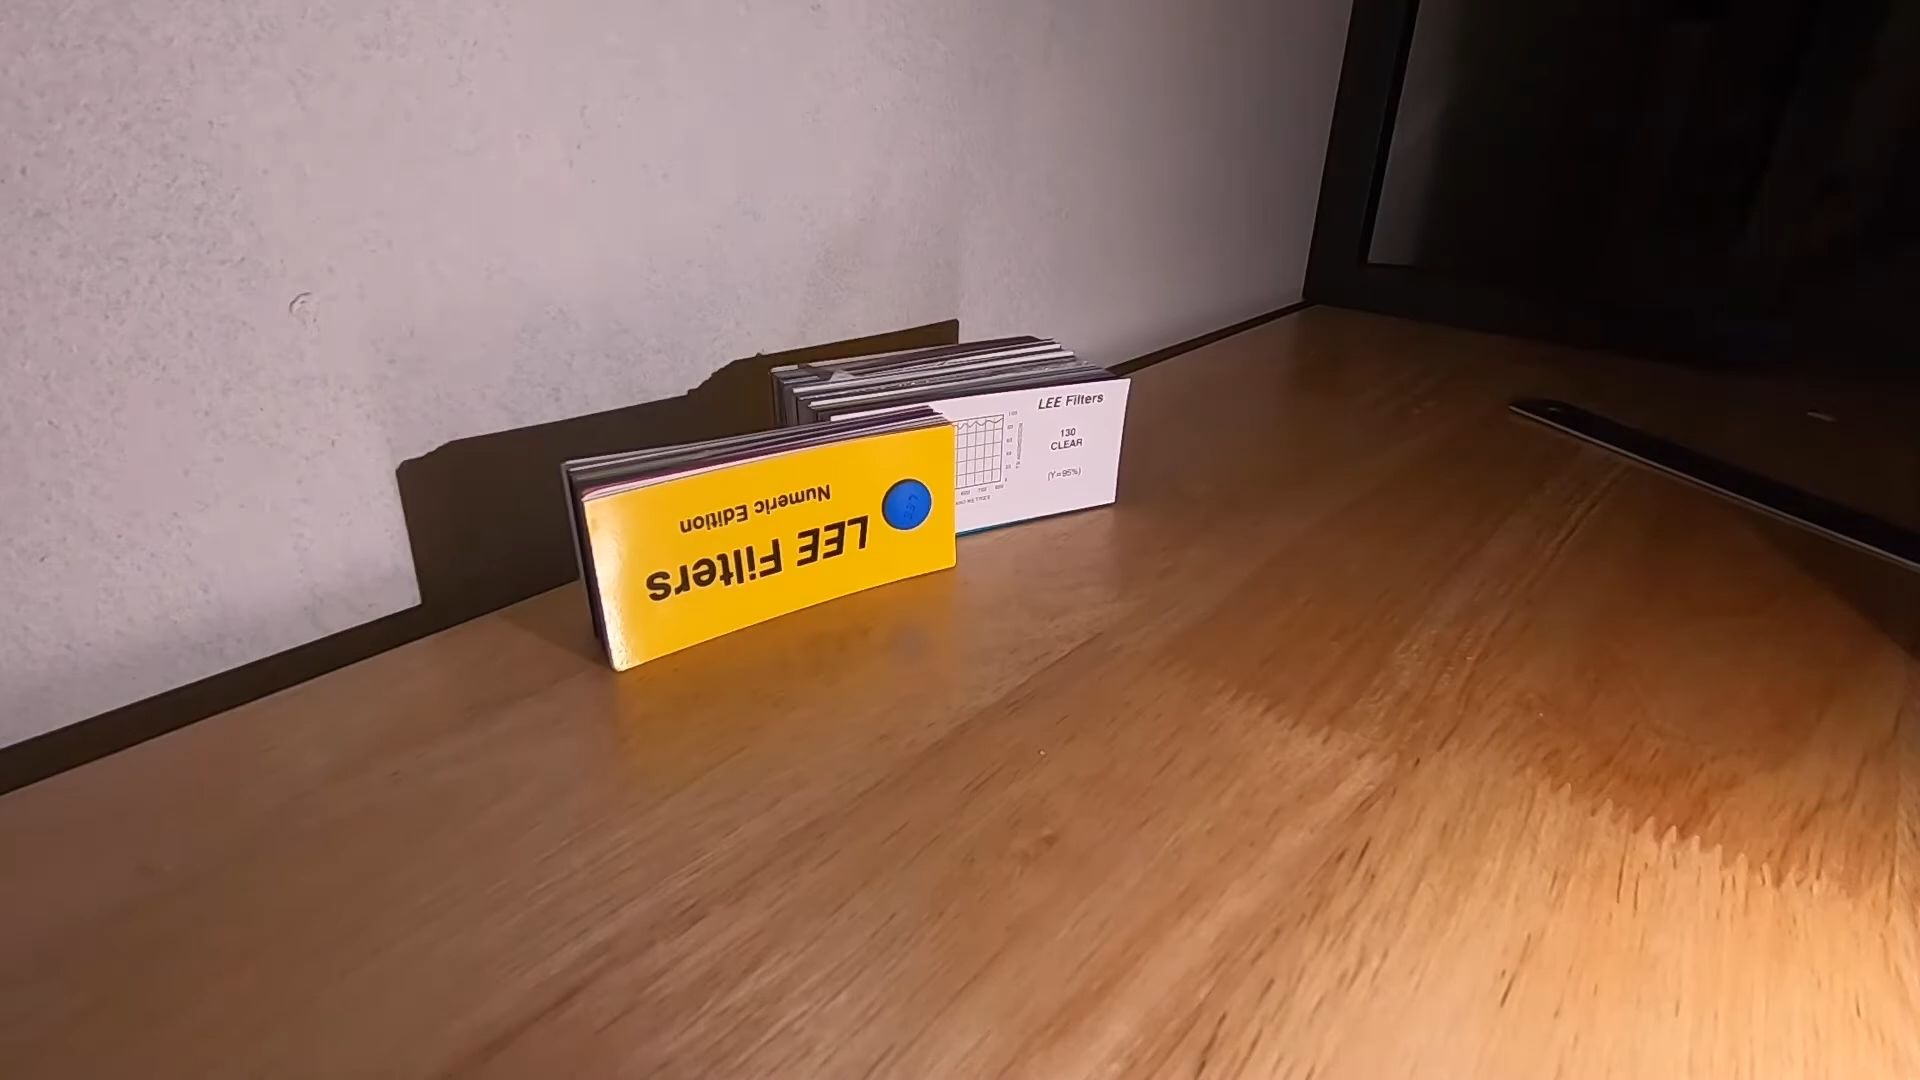 LEE Filters
Numeric Edition
LEE Filters
130
CLEAR
(Y=95%)